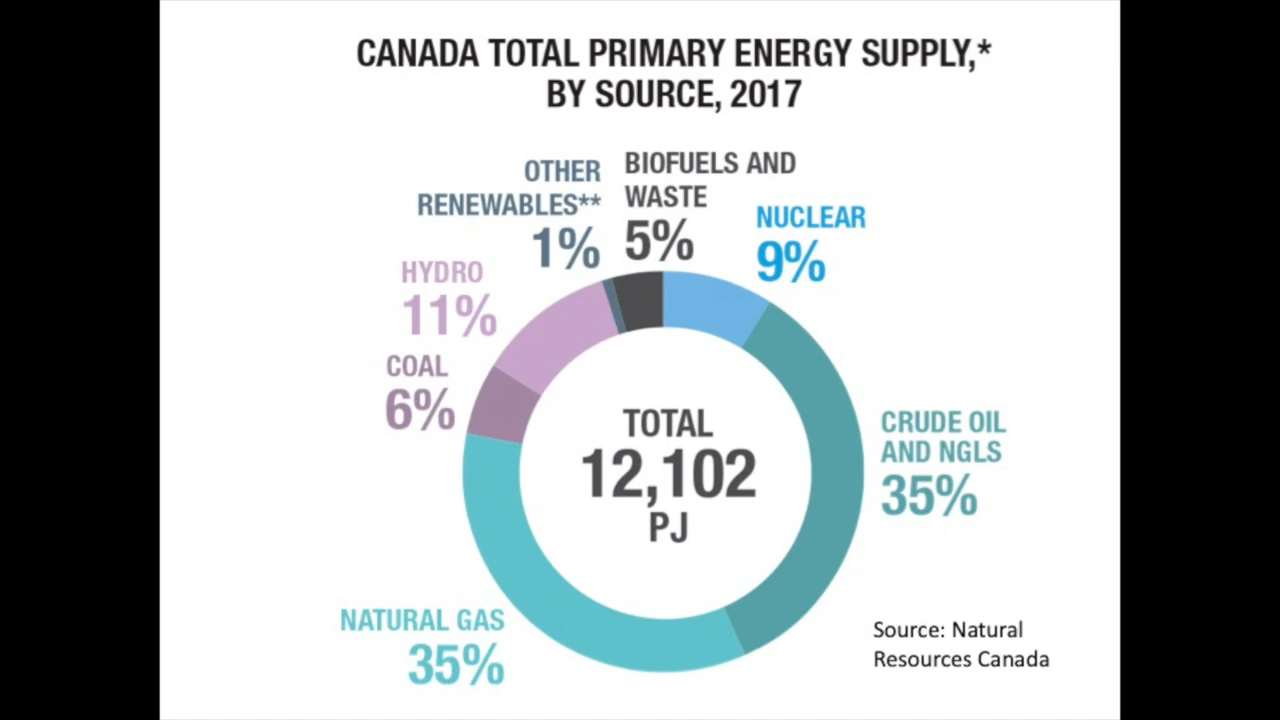 CANADA TOTAL PRIMARY ENERGY SUPPLY,*
BY SOURCE, 2017
OTHER
RENEWABLES**
1%
BIOFUELS AND
WASTE
5%
NUCLEAR
9%
HYDRO
11%
COAL
6%
TOTAL
12,102
PJ
CRUDE OIL
AND NGLS
35%
NATURAL GAS
35%
Source: Natural
Resources Canada